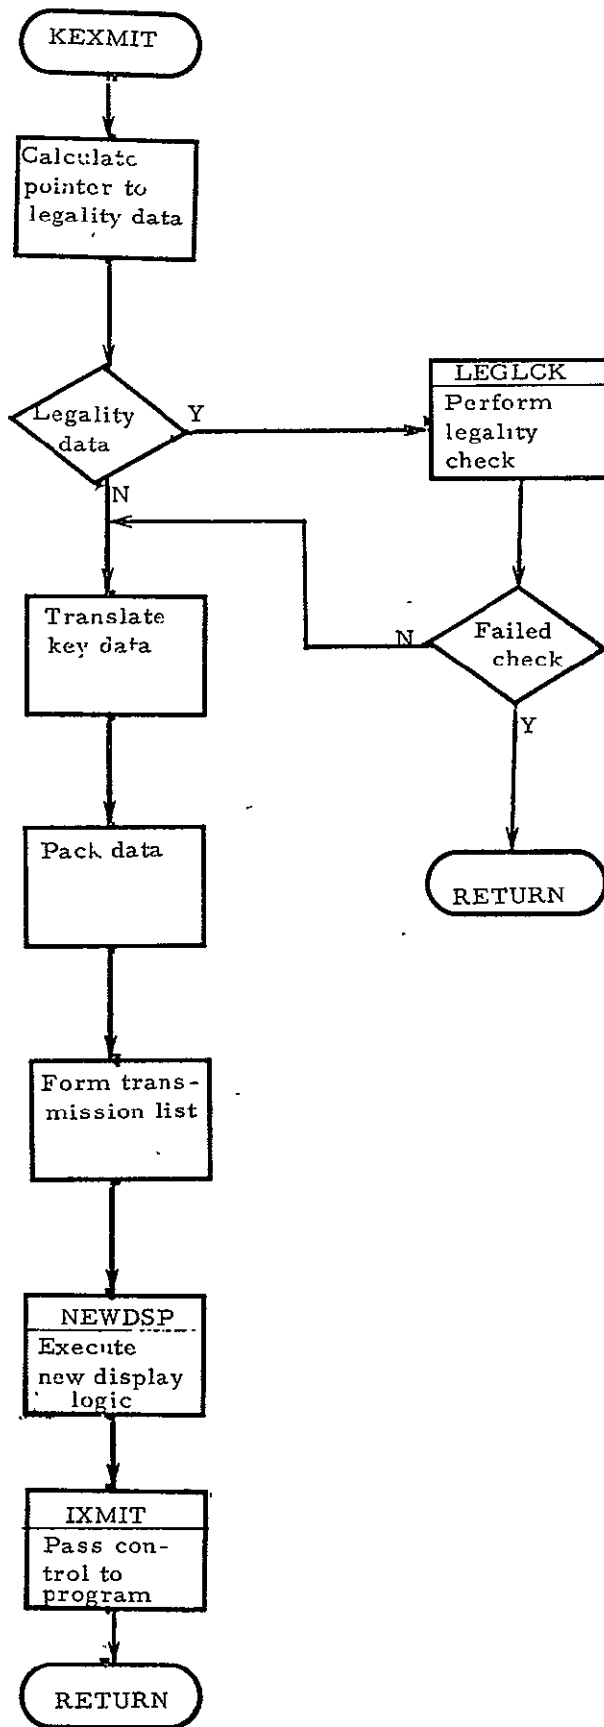 KEXMIT
Calculate
pointer to
legality data
Legality
data
Y
N
LEGLCK
Perform
legality
check
Failed
check
N
Y
RETURN
Translate
key data
Pack data
Form trans-
mission list
NEWDSP
Execute
new display
logic
IXMIT
Pass con-
trol to
program
RETURN